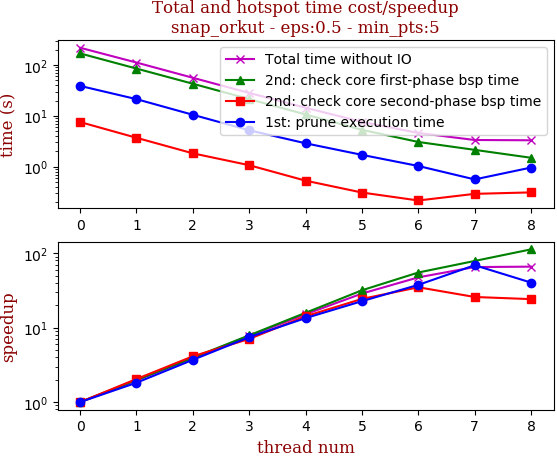 Total and hotspot time cost/speedup
snap_orkut - eps:0.5 - min_pts:5
time (s)
10²
10¹
10⁰
Total time without IO
2nd: check core first-phase bsp time
2nd: check core second-phase bsp time
1st: prune execution time
0 1 2 3 4 5 6 7 8
speedup
10²
10¹
10⁰
0 1 2 3 4 5 6 7 8
thread num